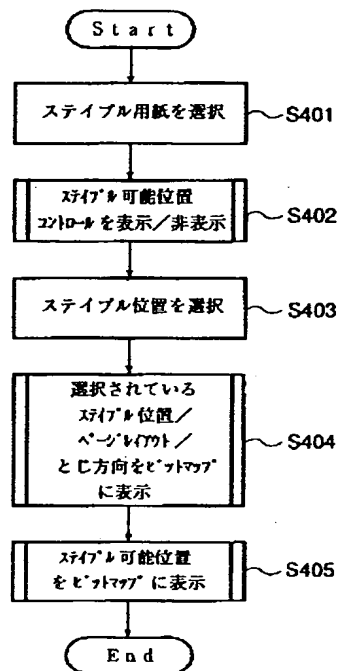 Start
ステイプル用紙を選択
S401
ステイプル可能位置
コントロールを表示／非表示
S402
ステイプル位置を選択
S403
選択されている
ステイプル位置／
ページレイアウト／
とじ方向をビットマップ
に表示
S404
ステイプル可能位置
をビットマップに表示
S405
End